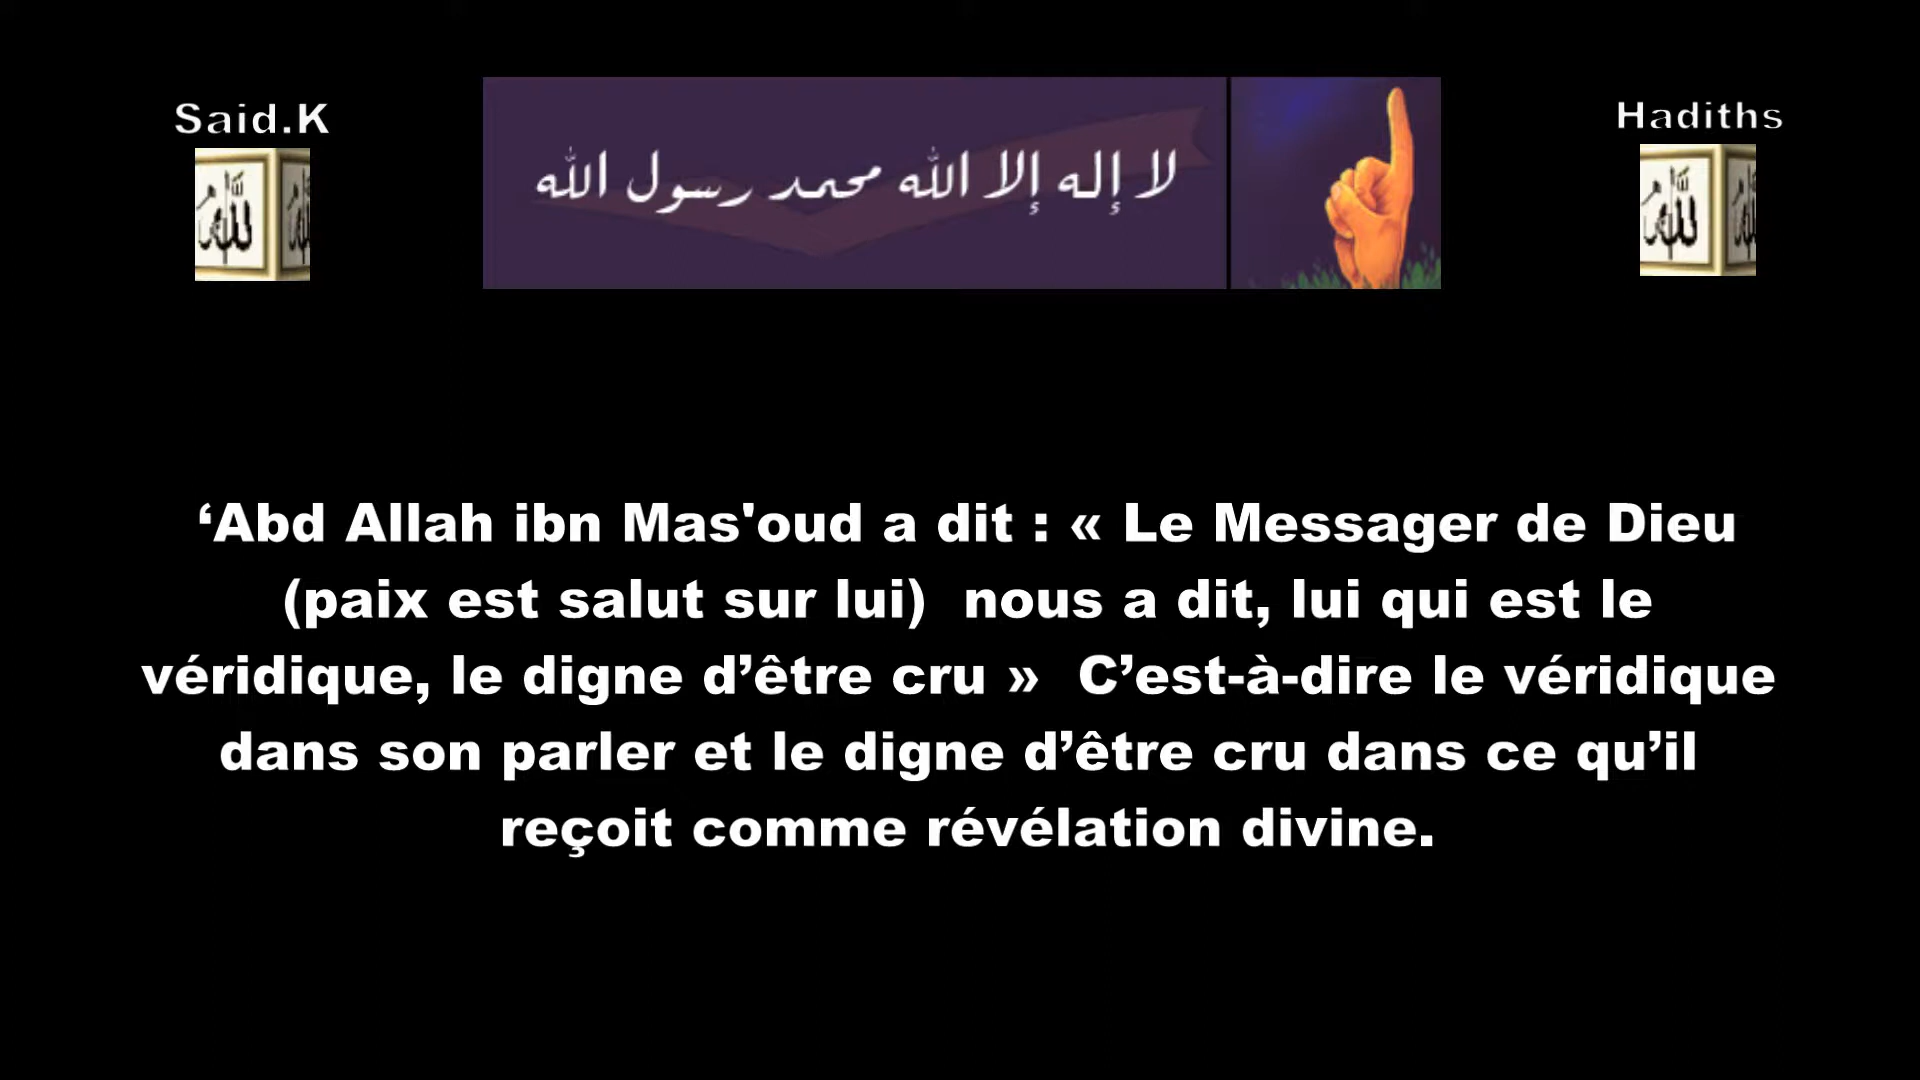 Said.K
لا إله إلا الله محمد رسول الله
Hadiths
الله
الله
‘Abd Allah ibn Mas'oud a dit : « Le Messager de Dieu
(paix est salut sur lui)  nous a dit, lui qui est le
véridique, le digne d’être cru »  C’est-à-dire le véridique
dans son parler et le digne d’être cru dans ce qu’il
reçoit comme révélation divine.